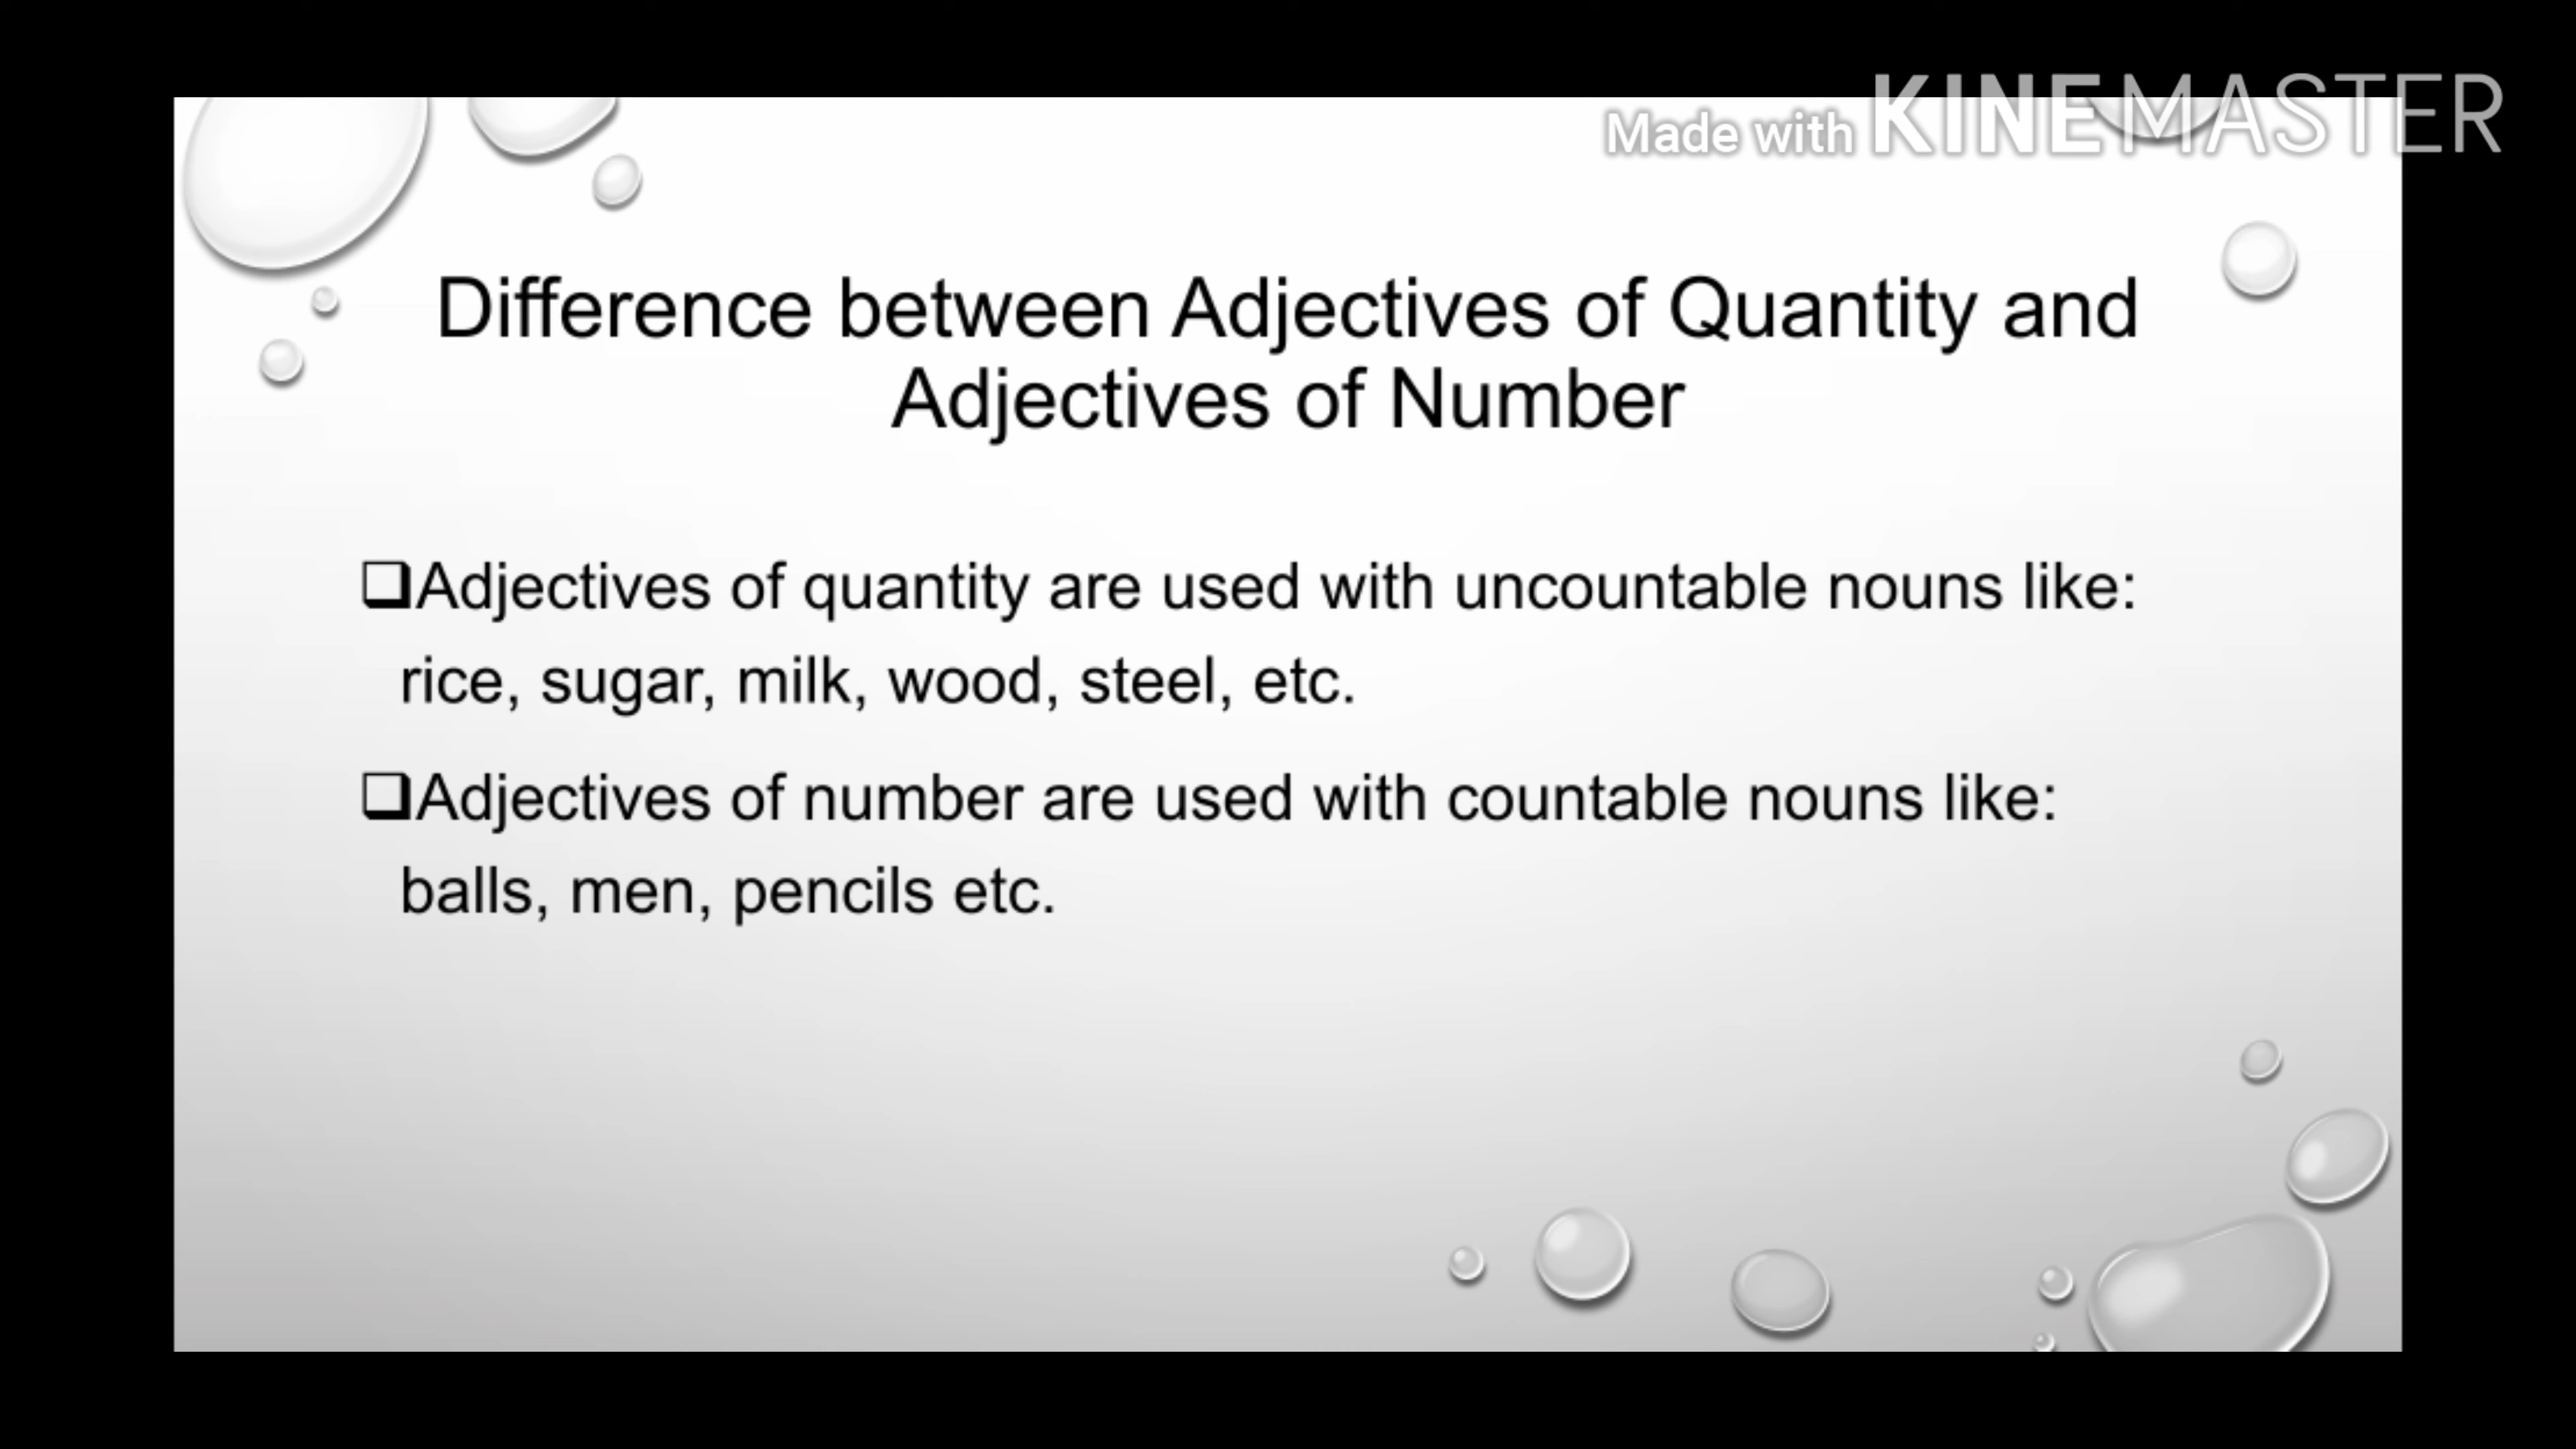 Made with KINEMASTER
Difference between Adjectives of Quantity and
Adjectives of Number
❑Adjectives of quantity are used with uncountable nouns like:
rice, sugar, milk, wood, steel, etc.
❑Adjectives of number are used with countable nouns like:
balls, men, pencils etc.